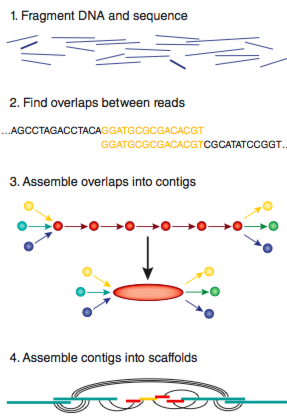 1. Fragment DNA and sequence
2. Find overlaps between reads
...AGCCTAGACCTACAGGATGCGCGACACGT
GGATGCGCGACACGTCGCATATCCGGT...
3. Assemble overlaps into contigs
4. Assemble contigs into scaffolds